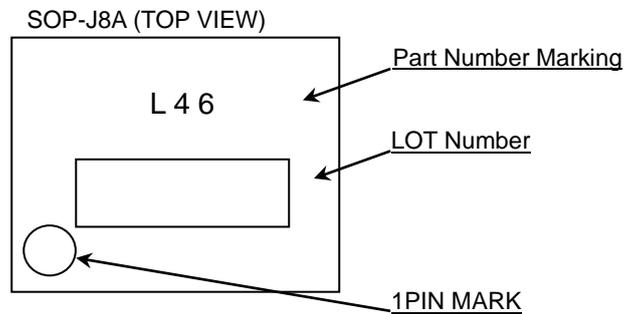 SOP-J8A (TOP VIEW)
Part Number Marking
L 4 6
LOT Number
1PIN MARK